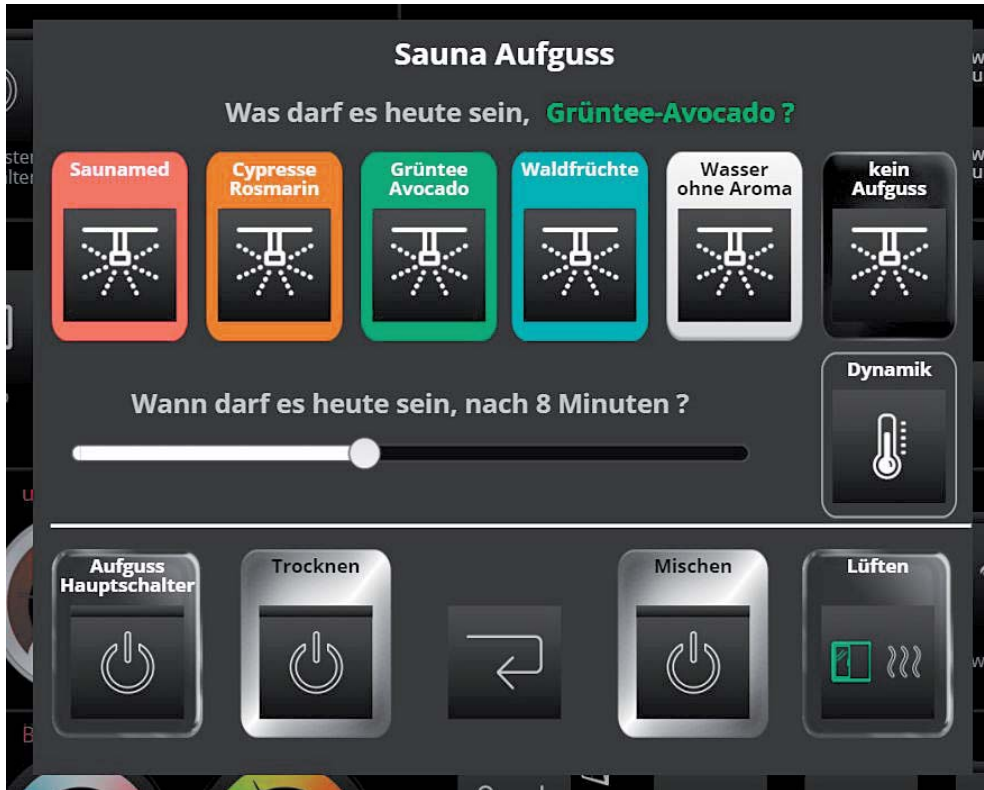 Sauna Aufguss
Was darf es heute sein, Grüntee-Avocado ?
Saunamed
Cypresse
Rosmarin
Grüntee
Avocado
Waldfrüchte
Wasser
ohne Aroma
kein
Aufguss
Dynamik
Wann darf es heute sein, nach 8 Minuten ?
Aufguss
Hauptschalter
Trocknen
Mischen
Lüften